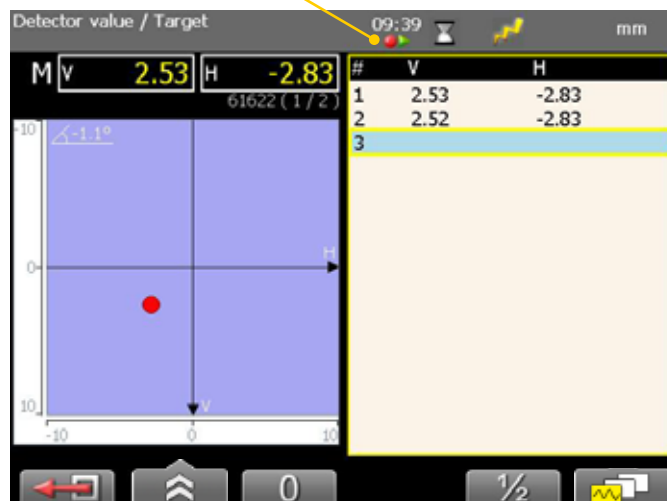 Detector value / Target 09:39 mm
M V 2.53 H -2.83
61622 ( 1 / 2 )
# V H
1 2.53 -2.83
2 2.52 -2.83
3
-10
-1.1°
H
0
10
V
-10 0 10
0 ½